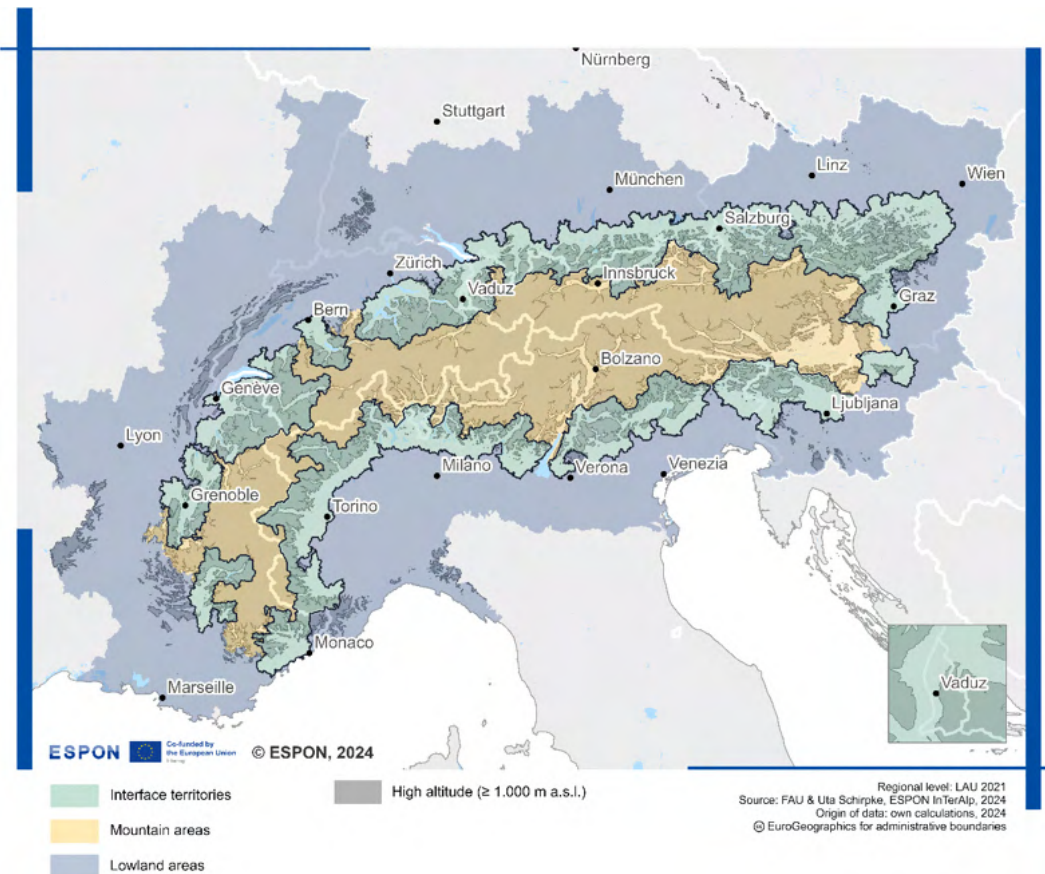 Nürnberg
Stuttgart
Linz
Wien
München
Salzburg
Zürich
Innsbruck
Vaduz
Graz
Bern
Bolzano
Genève
Ljubljana
Lyon
Milano
Verona
Venezia
Grenoble
Torino
Monaco
Vaduz
Marseille
ESPON
Co-funded by
the European Union
© ESPON, 2024
Interface territories
High altitude (≥ 1.000 m a.s.l.)
Mountain areas
Lowland areas
Regional level: LAU 2021
Source: FAU & Uta Schirpke, ESPON InTerAlp, 2024
Origin of data: own calculations, 2024
EuroGeographics for administrative boundaries